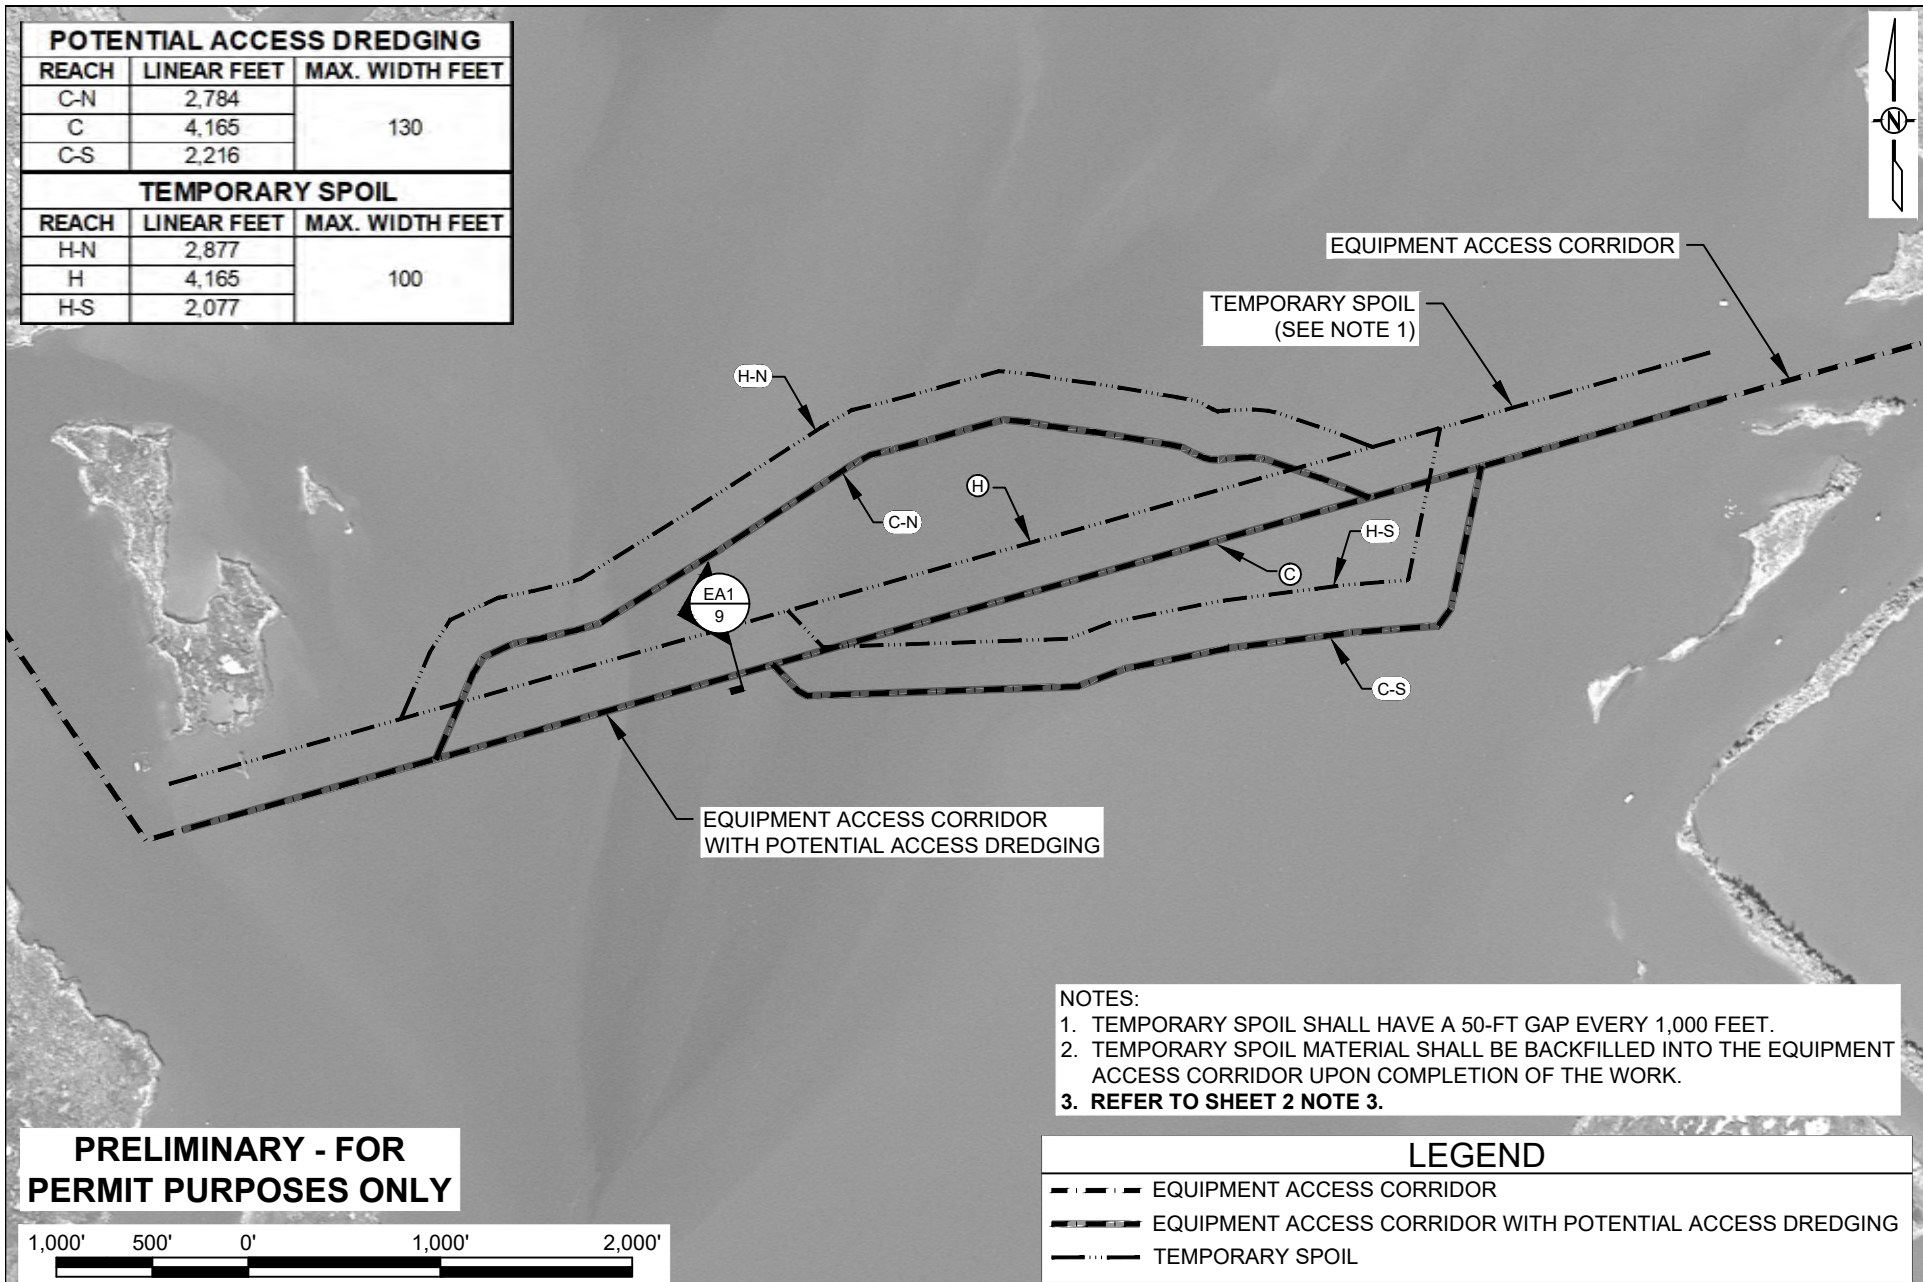 POTENTIAL ACCESS DREDGING
REACH LINEAR FEET MAX. WIDTH FEET
C-N 2,784
C 4,165 130
C-S 2,216
TEMPORARY SPOIL
REACH LINEAR FEET MAX. WIDTH FEET
H-N 2,877
H 4,165 100
H-S 2,077
N
EQUIPMENT ACCESS CORRIDOR
TEMPORARY SPOIL
(SEE NOTE 1)
H-N
H
C-N
H-S
C
EA1
9
C-S
EQUIPMENT ACCESS CORRIDOR
WITH POTENTIAL ACCESS DREDGING
NOTES:
1. TEMPORARY SPOIL SHALL HAVE A 50-FT GAP EVERY 1,000 FEET.
2. TEMPORARY SPOIL MATERIAL SHALL BE BACKFILLED INTO THE EQUIPMENT
ACCESS CORRIDOR UPON COMPLETION OF THE WORK.
3. REFER TO SHEET 2 NOTE 3.
PRELIMINARY - FOR
PERMIT PURPOSES ONLY
LEGEND
EQUIPMENT ACCESS CORRIDOR
EQUIPMENT ACCESS CORRIDOR WITH POTENTIAL ACCESS DREDGING
TEMPORARY SPOIL
1,000' 500' 0' 1,000' 2,000'